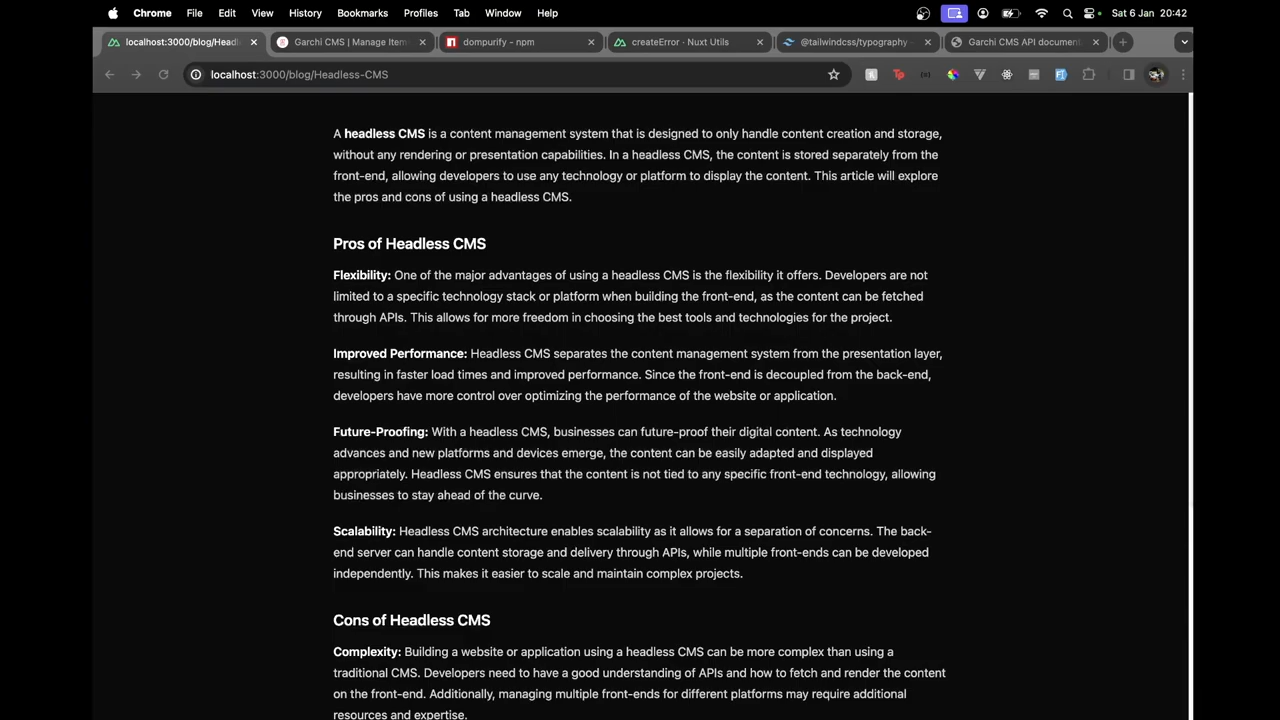 Chrome File Edit View History Bookmarks Profiles Tab Window Help Sat 6 Jan 20:42
localhost:3000/blog/Headl Garchi CMS | Manage Item dompurify - npm createError · Nuxt Utils @tailwindcss/typography - Garchi CMS API document
localhost:3000/blog/Headless-CMS
A headless CMS is a content management system that is designed to only handle content creation and storage,
without any rendering or presentation capabilities. In a headless CMS, the content is stored separately from the
front-end, allowing developers to use any technology or platform to display the content. This article will explore
the pros and cons of using a headless CMS.
Pros of Headless CMS
Flexibility: One of the major advantages of using a headless CMS is the flexibility it offers. Developers are not
limited to a specific technology stack or platform when building the front-end, as the content can be fetched
through APIs. This allows for more freedom in choosing the best tools and technologies for the project.
Improved Performance: Headless CMS separates the content management system from the presentation layer,
resulting in faster load times and improved performance. Since the front-end is decoupled from the back-end,
developers have more control over optimizing the performance of the website or application.
Future-Proofing: With a headless CMS, businesses can future-proof their digital content. As technology
advances and new platforms and devices emerge, the content can be easily adapted and displayed
appropriately. Headless CMS ensures that the content is not tied to any specific front-end technology, allowing
businesses to stay ahead of the curve.
Scalability: Headless CMS architecture enables scalability as it allows for a separation of concerns. The back-
end server can handle content storage and delivery through APIs, while multiple front-ends can be developed
independently. This makes it easier to scale and maintain complex projects.
Cons of Headless CMS
Complexity: Building a website or application using a headless CMS can be more complex than using a
traditional CMS. Developers need to have a good understanding of APIs and how to fetch and render the content
on the front-end. Additionally, managing multiple front-ends for different platforms may require additional
resources and expertise.